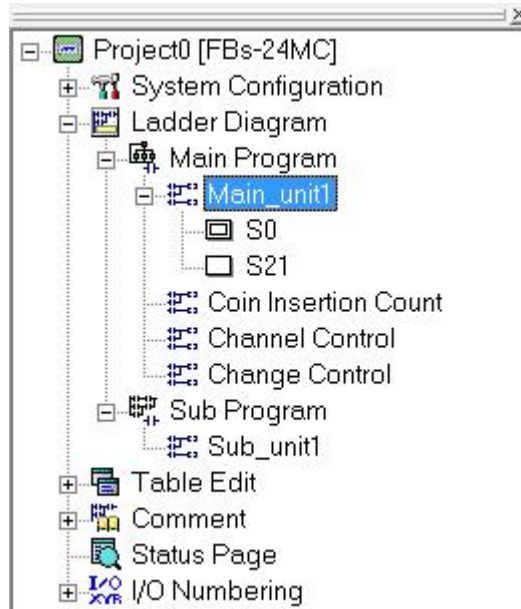 Project0 [FBs-24MC]
System Configuration
Ladder Diagram
Main Program
Main_unit1
S0
S21
Coin Insertion Count
Channel Control
Change Control
Sub Program
Sub_unit1
Table Edit
Comment
Status Page
I/O Numbering